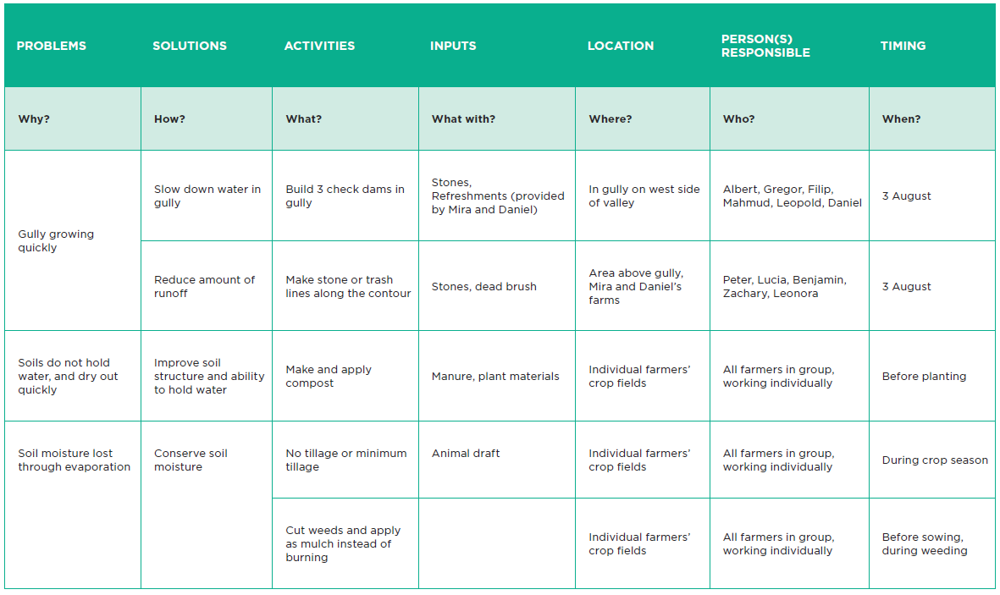 PROBLEMS
SOLUTIONS
ACTIVITIES
INPUTS
LOCATION
PERSON(S)
RESPONSIBLE
TIMING
Why?
How?
What?
What with?
Where?
Who?
When?
Gully growing
quickly
Slow down water in
gully
Build 3 check dams in
gully
Stones,
Refreshments (provided
by Mira and Daniel)
In gully on west side
of valley
Albert, Gregor, Filip,
Mahmud, Leopold, Daniel
3 August
Reduce amount of
runoff
Make stone or trash
lines along the contour
Stones, dead brush
Area above gully,
Mira and Daniel’s
farms
Peter, Lucia, Benjamin,
Zachary, Leonora
3 August
Soils do not hold
water, and dry out
quickly
Improve soil
structure and ability
to hold water
Make and apply
compost
Manure, plant materials
Individual farmers’
crop fields
All farmers in group,
working individually
Before planting
Soil moisture lost
through evaporation
Conserve soil
moisture
No tillage or minimum
tillage
Animal draft
Individual farmers’
crop fields
All farmers in group,
working individually
During crop season
Cut weeds and apply
as mulch instead of
burning
Individual farmers’
crop fields
All farmers in group,
working individually
Before sowing,
during weeding